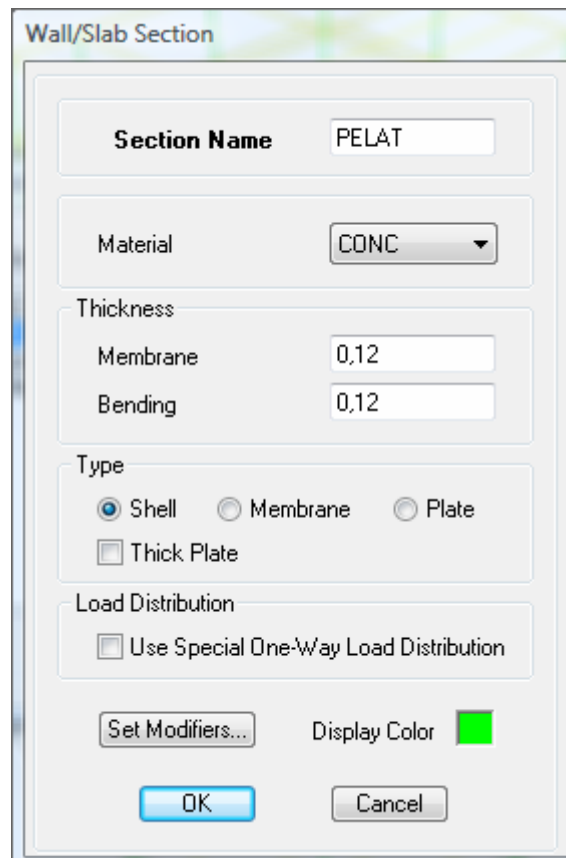 Wall/Slab Section
Section Name PELAT
Material CONC
Thickness
Membrane 0,12
Bending 0,12
Type
Shell Membrane Plate
Thick Plate
Load Distribution
Use Special One-Way Load Distribution
Set Modifiers... Display Color
OK Cancel